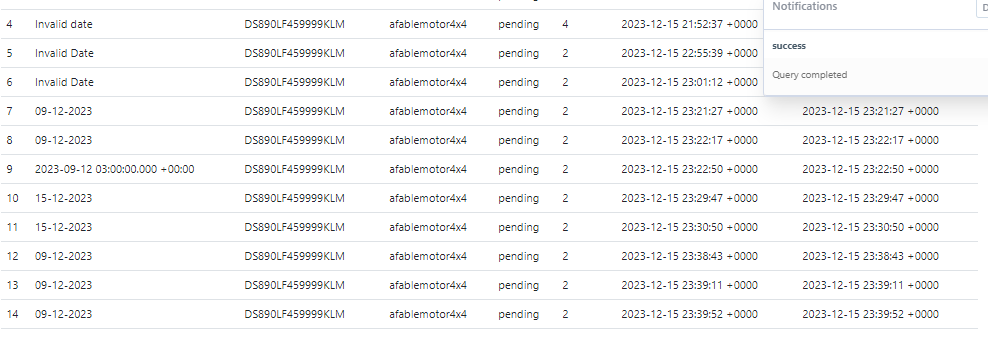 Notifications
D
success
Query completed
4 Invalid date DS890LF459999KLM afablemotor4x4 pending 4 2023-12-15 21:52:37 +0000
5 Invalid Date DS890LF459999KLM afablemotor4x4 pending 2 2023-12-15 22:55:39 +0000
6 Invalid Date DS890LF459999KLM afablemotor4x4 pending 2 2023-12-15 23:01:12 +0000
7 09-12-2023 DS890LF459999KLM afablemotor4x4 pending 2 2023-12-15 23:21:27 +0000 2023-12-15 23:21:27 +0000
8 09-12-2023 DS890LF459999KLM afablemotor4x4 pending 2 2023-12-15 23:22:17 +0000 2023-12-15 23:22:17 +0000
9 2023-09-12 03:00:00.000 +00:00 DS890LF459999KLM afablemotor4x4 pending 2 2023-12-15 23:22:50 +0000 2023-12-15 23:22:50 +0000
10 15-12-2023 DS890LF459999KLM afablemotor4x4 pending 2 2023-12-15 23:29:47 +0000 2023-12-15 23:29:47 +0000
11 15-12-2023 DS890LF459999KLM afablemotor4x4 pending 2 2023-12-15 23:30:50 +0000 2023-12-15 23:30:50 +0000
12 09-12-2023 DS890LF459999KLM afablemotor4x4 pending 2 2023-12-15 23:38:43 +0000 2023-12-15 23:38:43 +0000
13 09-12-2023 DS890LF459999KLM afablemotor4x4 pending 2 2023-12-15 23:39:11 +0000 2023-12-15 23:39:11 +0000
14 09-12-2023 DS890LF459999KLM afablemotor4x4 pending 2 2023-12-15 23:39:52 +0000 2023-12-15 23:39:52 +0000